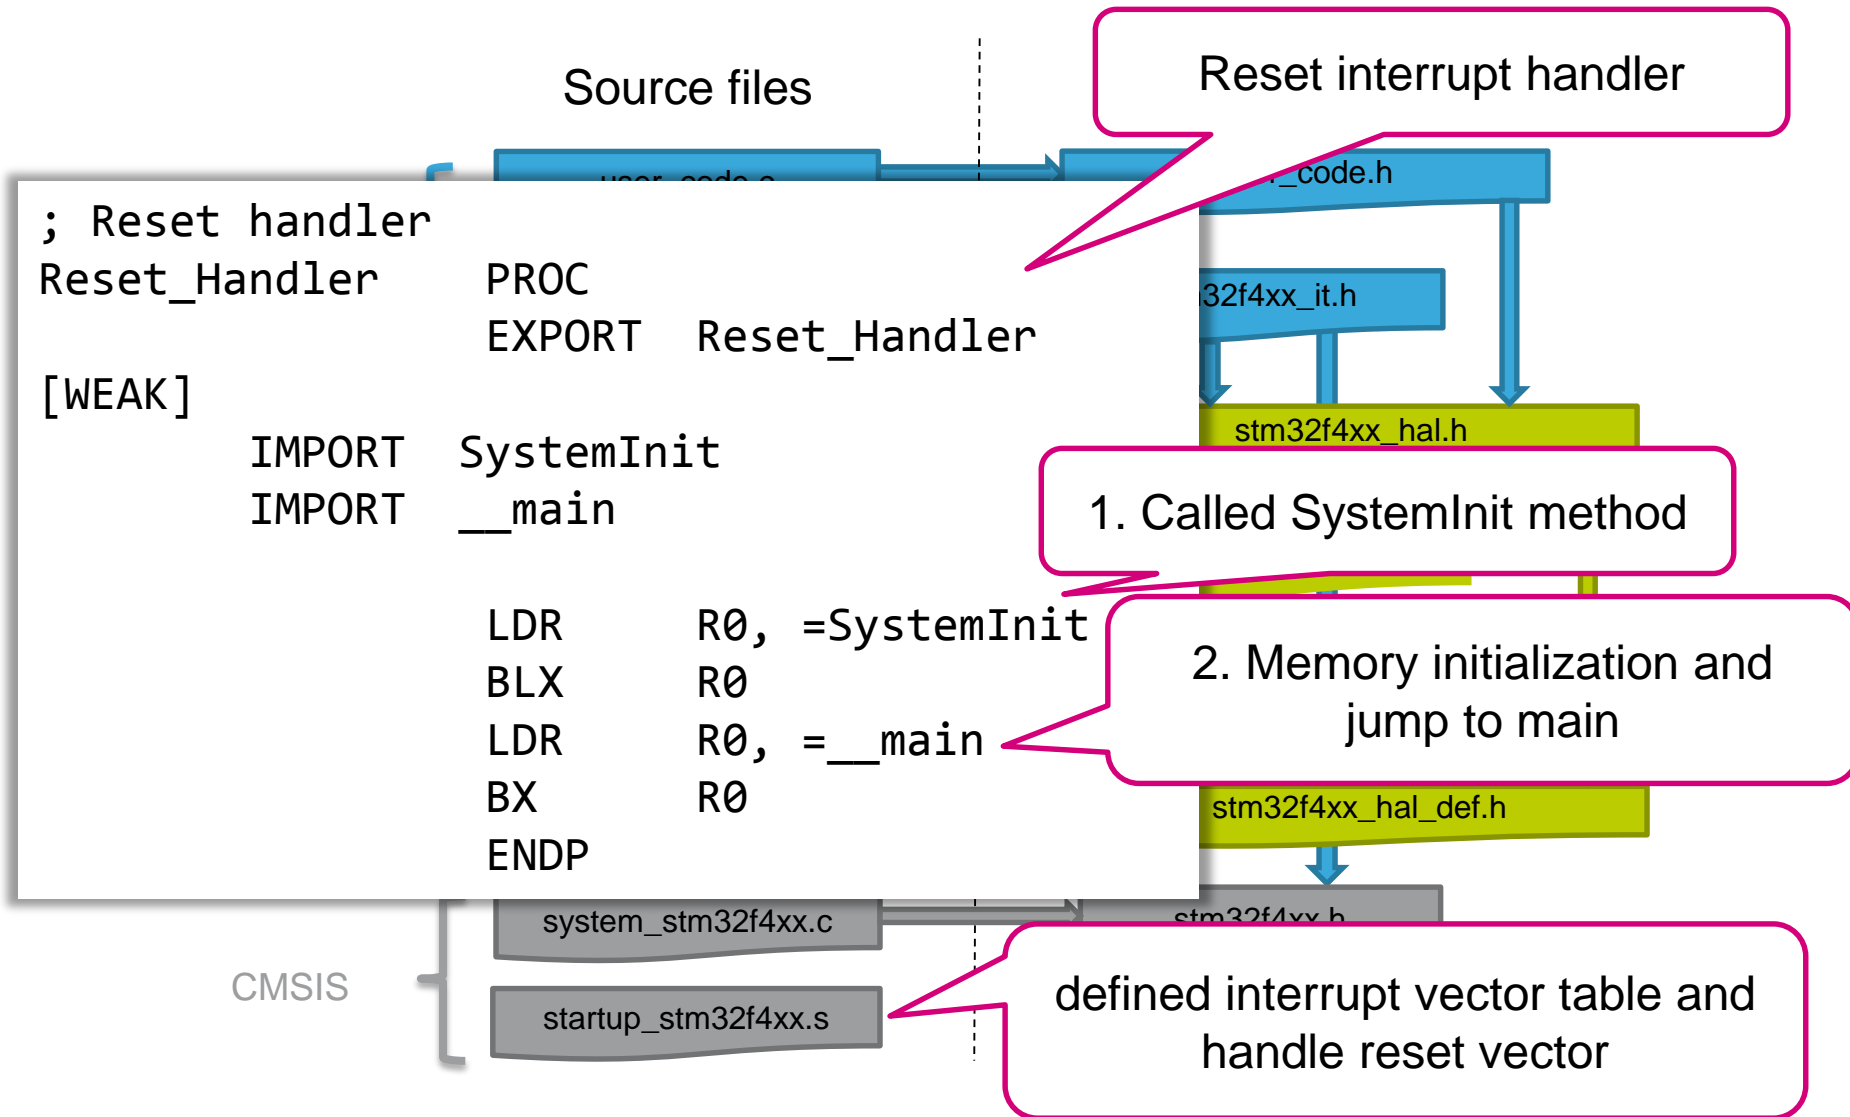 Source files
Reset interrupt handler
_code.h
; Reset handler
Reset_Handler PROC
EXPORT Reset_Handler
[WEAK]
IMPORT SystemInit
IMPORT __main
LDR R0, =SystemInit
BLX R0
LDR R0, =__main
BX R0
ENDP
32f4xx_it.h
stm32f4xx_hal.h
1. Called SystemInit method
2. Memory initialization and
jump to main
stm32f4xx_hal_def.h
system_stm32f4xx.c
stm32f4xx.h
CMSIS
startup_stm32f4xx.s
defined interrupt vector table and
handle reset vector